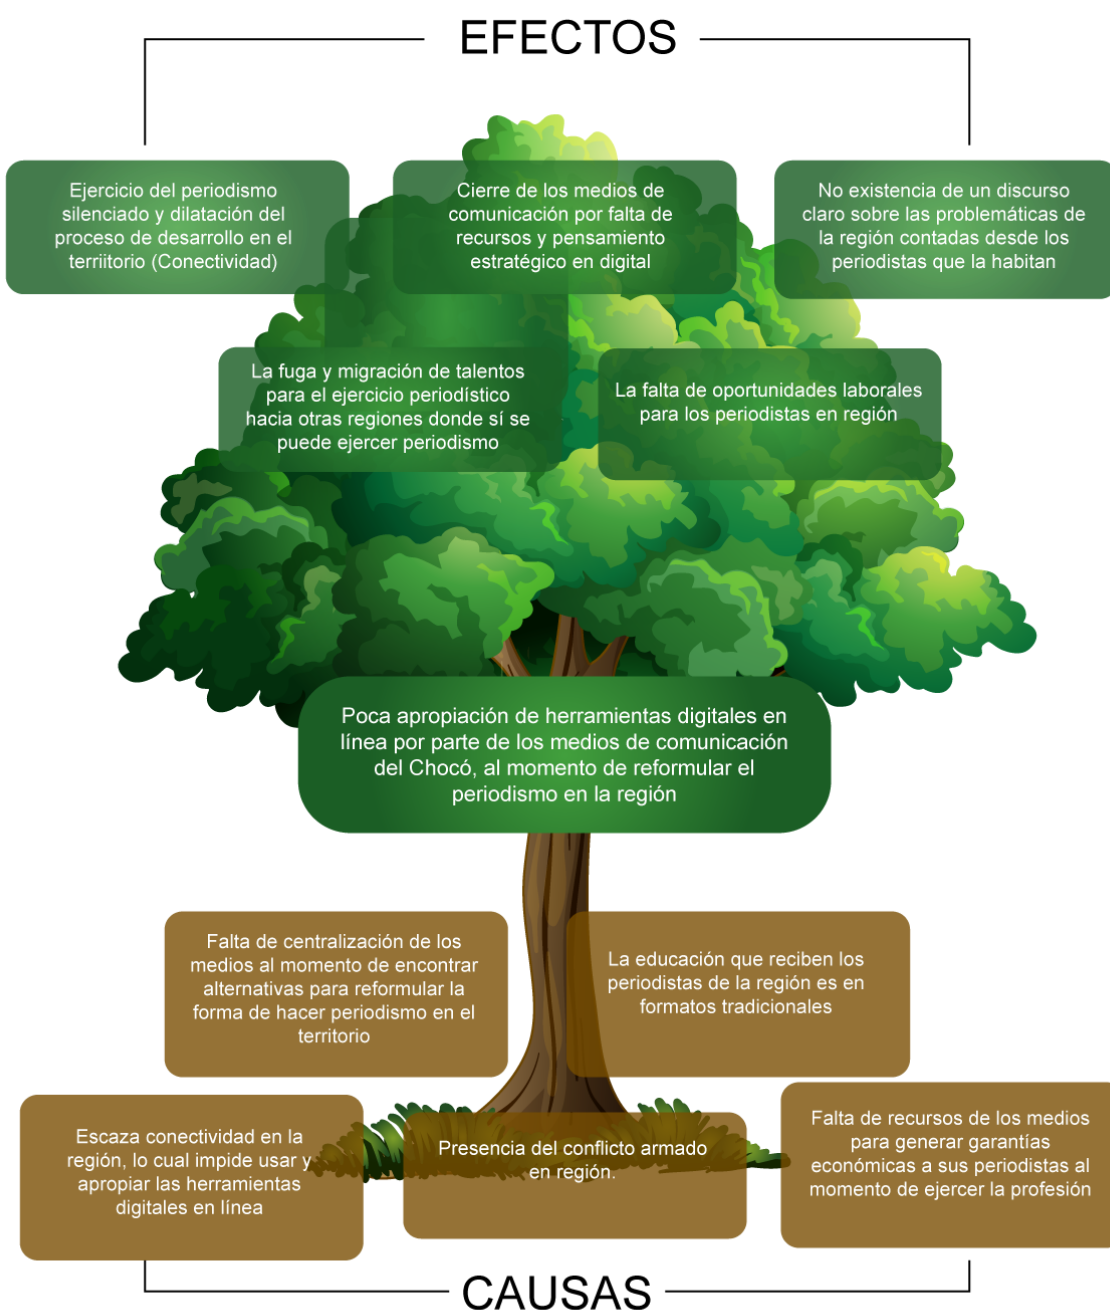 EFECTOS
Ejercicio del periodismo
silenciado y dilatación del
proceso de desarrollo en el
terriitorio (Conectividad)
Cierre de los medios de
comunicación por falta de
recursos y pensamiento
estratégico en digital
No existencia de un discurso
claro sobre las problemáticas de
la región contadas desde los
periodistas que la habitan
La fuga y migración de talentos
para el ejercicio periodístico
hacia otras regiones donde sí se
puede ejercer periodismo
La falta de oportunidades laborales
para los periodistas en región
Poca apropiación de herramientas digitales en
línea por parte de los medios de comunicación
del Chocó, al momento de reformular el
periodismo en la región
Falta de centralización de los
medios al momento de encontrar
alternativas para reformular la
forma de hacer periodismo en el
territorio
La educación que reciben los
periodistas de la región es en
formatos tradicionales
Escaza conectividad en la
región, lo cual impide usar y
apropiar las herramientas
digitales en línea
Presencia del conflicto armado
en región.
Falta de recursos de los medios
para generar garantías
económicas a sus periodistas al
momento de ejercer la profesión
CAUSAS